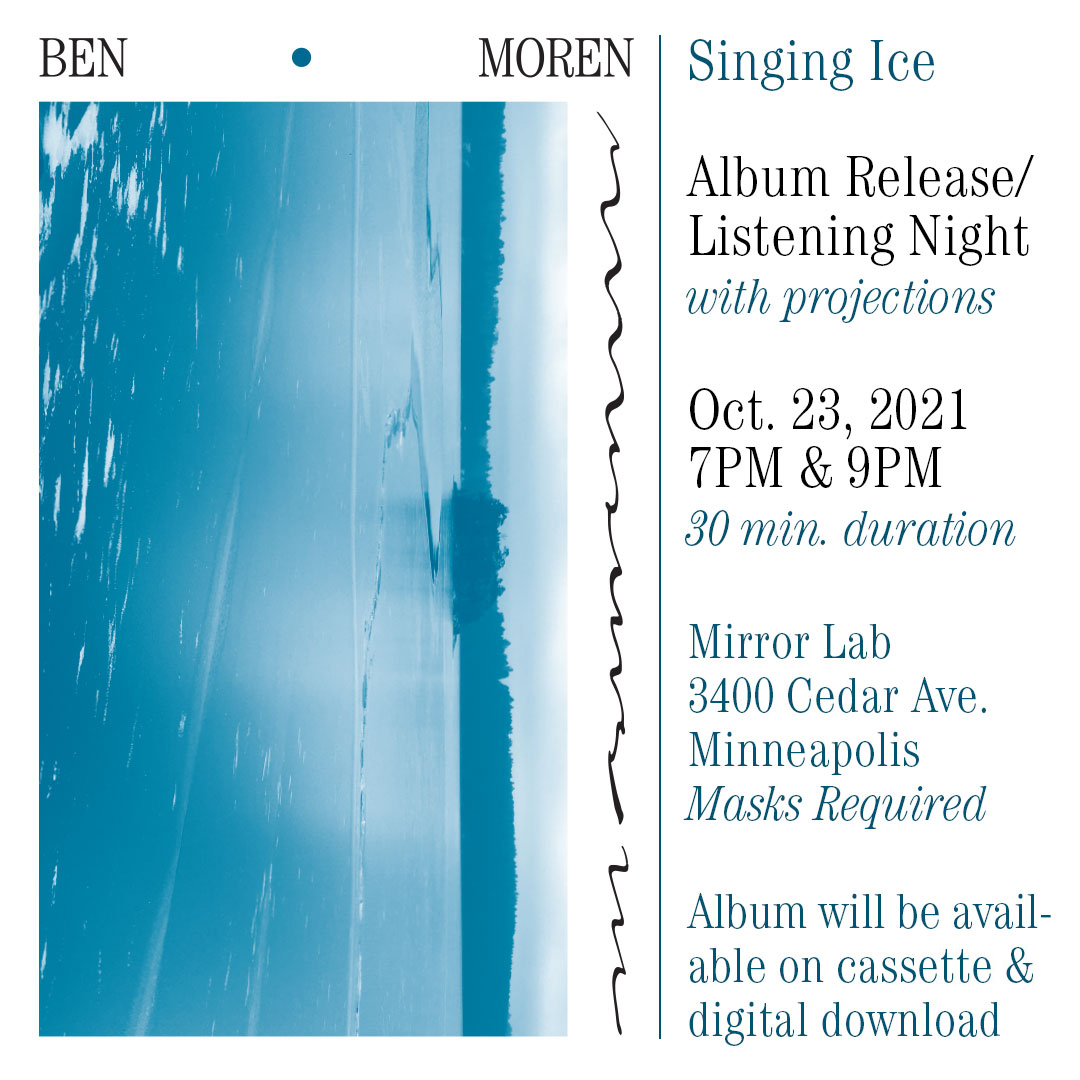 BEN • MOREN
Singing Ice
Album Release/
Listening Night
with projections
Oct. 23, 2021
7PM & 9PM
30 min. duration
Mirror Lab
3400 Cedar Ave.
Minneapolis
Masks Required
Album will be avail-
able on cassette &
digital download